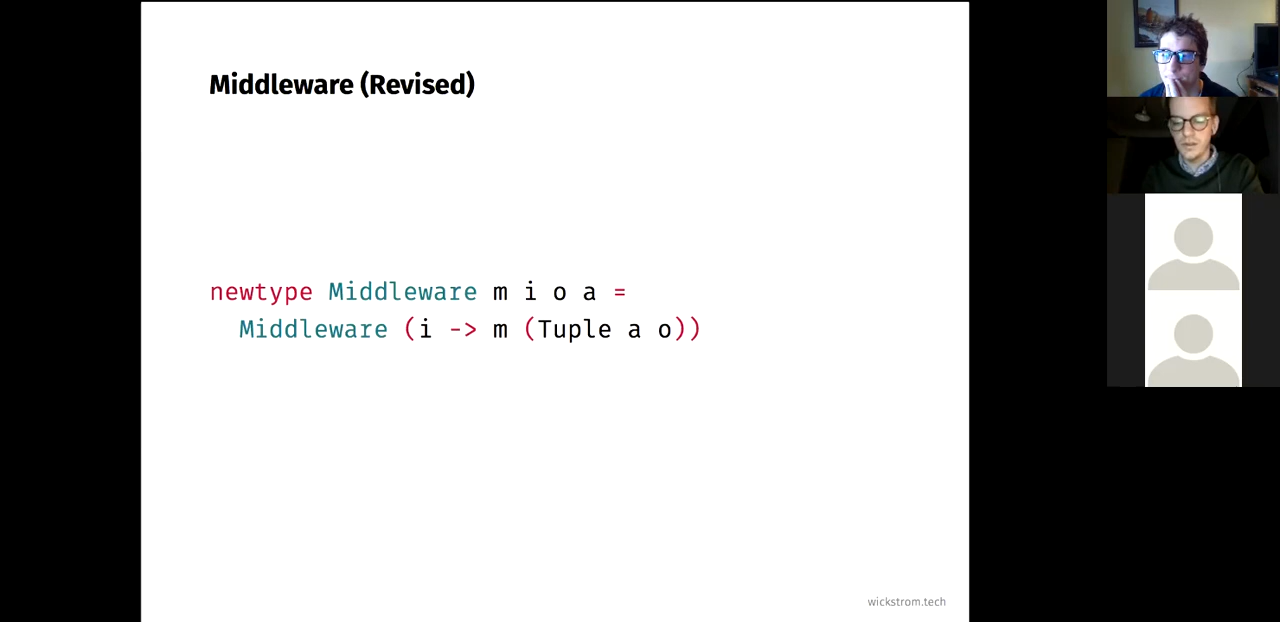 Middleware (Revised)
newtype Middleware m i o a =
Middleware (i -> m (Tuple a o))
wickstrom.tech